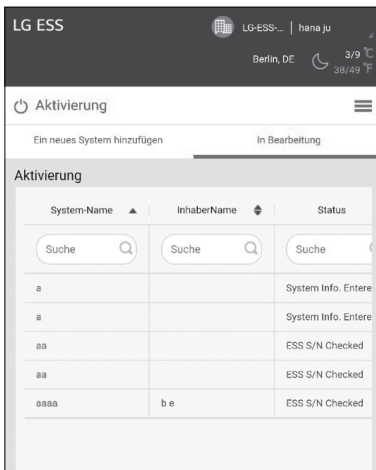 LG ESS
LG-ESS-... | hana ju
Berlin, DE 3/9 ℃
38/49 ℉
Aktivierung
Ein neues System hinzufügen In Bearbeitung
Aktivierung
System-Name InhaberName Status
Suche Suche Suche
a System Info. Entere
a System Info. Entere
aa ESS S/N Checked
aa ESS S/N Checked
aaaa b e ESS S/N Checked